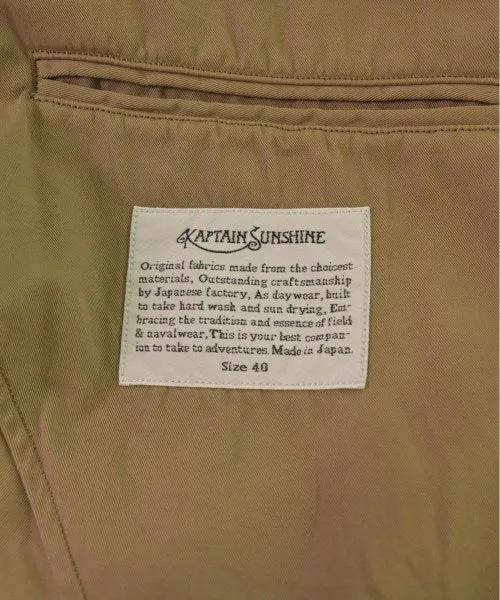 KAPTAIN SUNSHINE
Original fabrics made from the choicest
materials, Outstanding craftsmanship
by Japanese factory, As daywear, built
to take hard wash and sun drying, Em-
bracing the tradition and essence of field
& navalwear, This is your best compan-
ion to take to adventures. Made in Japan.
Size 40